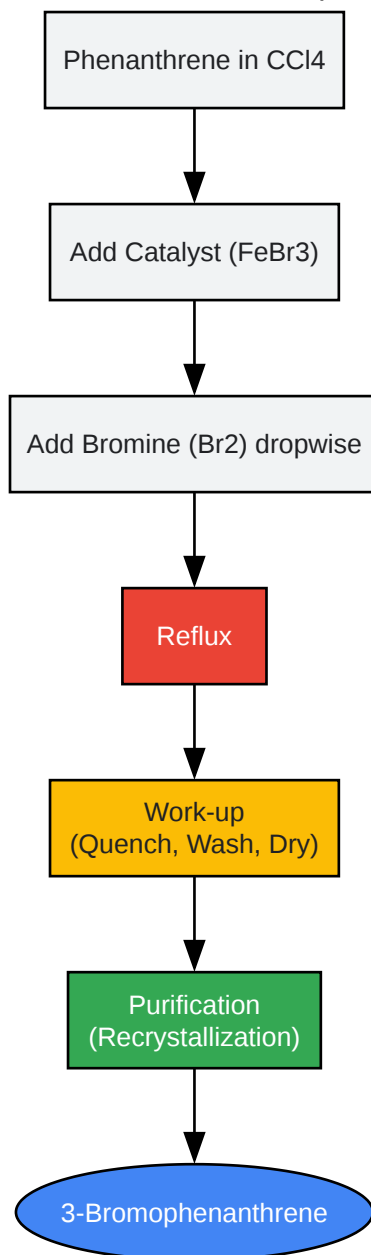 Phenanthrene in CCl4
Add Catalyst (FeBr3)
Add Bromine (Br2) dropwise
Reflux
Work-up
(Quench, Wash, Dry)
Purification
(Recrystallization)
3-Bromophenanthrene